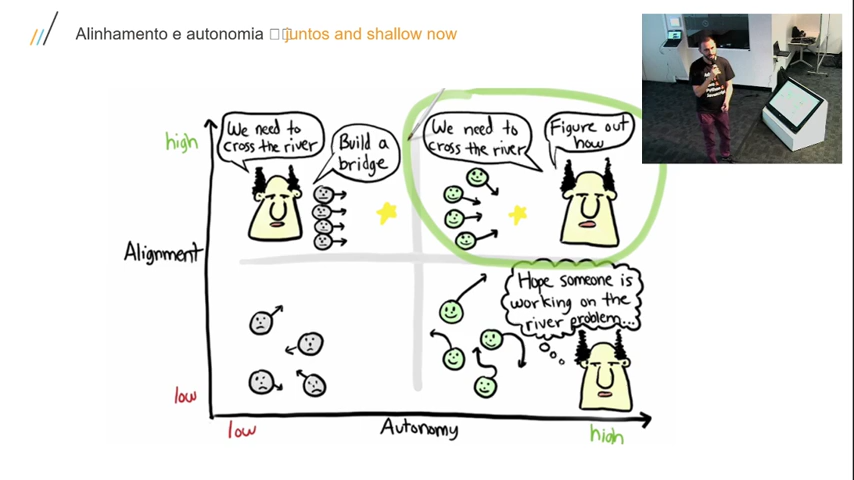 Alinhamento e autonomia juntos and shallow now
high
We need to
cross the river
Build a
bridge
We need to
cross the river
Figure out
how
Alignment
Hope someone is
working on the
river problem...
low
low
Autonomy
high